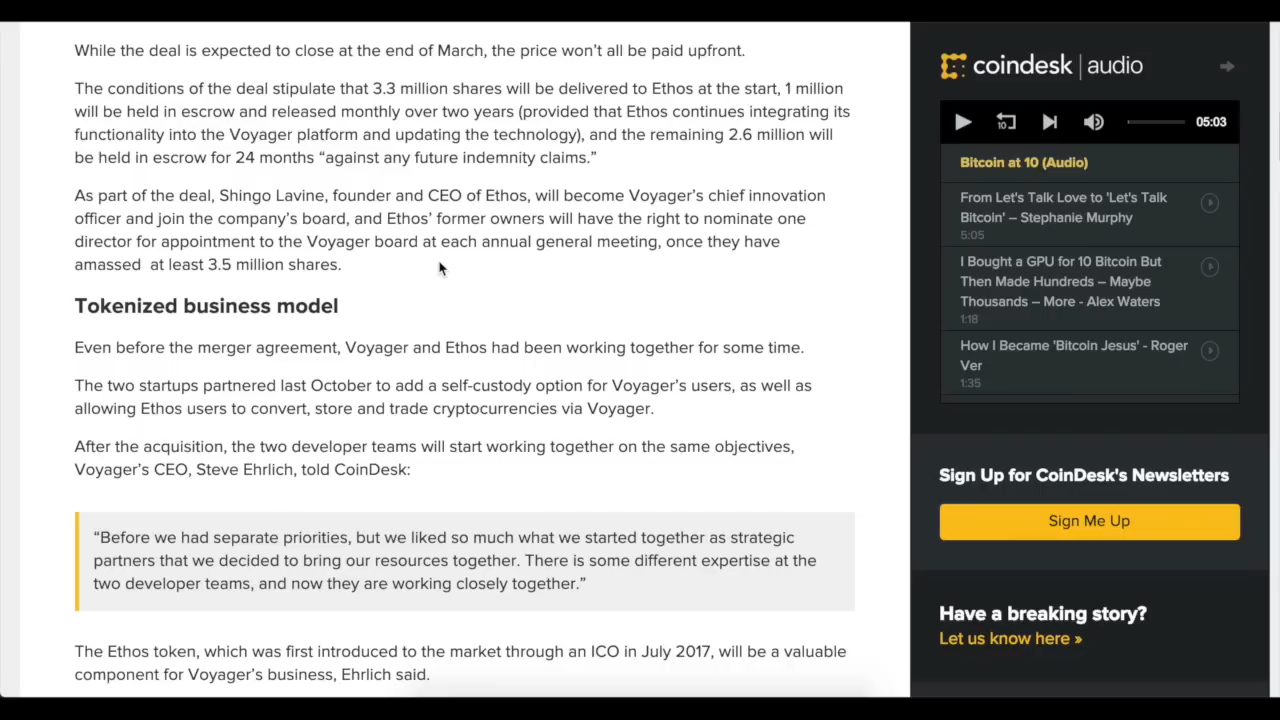 While the deal is expected to close at the end of March, the price won’t all be paid upfront.
The conditions of the deal stipulate that 3.3 million shares will be delivered to Ethos at the start, 1 million
will be held in escrow and released monthly over two years (provided that Ethos continues integrating its
functionality into the Voyager platform and updating the technology), and the remaining 2.6 million will
be held in escrow for 24 months “against any future indemnity claims.”
As part of the deal, Shingo Lavine, founder and CEO of Ethos, will become Voyager’s chief innovation
officer and join the company’s board, and Ethos’ former owners will have the right to nominate one
director for appointment to the Voyager board at each annual general meeting, once they have
amassed at least 3.5 million shares.
Tokenized business model
Even before the merger agreement, Voyager and Ethos had been working together for some time.
The two startups partnered last October to add a self-custody option for Voyager’s users, as well as
allowing Ethos users to convert, store and trade cryptocurrencies via Voyager.
After the acquisition, the two developer teams will start working together on the same objectives,
Voyager’s CEO, Steve Ehrlich, told CoinDesk:
“Before we had separate priorities, but we liked so much what we started together as strategic
partners that we decided to bring our resources together. There is some different expertise at the
two developer teams, and now they are working closely together.”
The Ethos token, which was first introduced to the market through an ICO in July 2017, will be a valuable
component for Voyager’s business, Ehrlich said.
coindesk | audio
10
05:03
Bitcoin at 10 (Audio)
From Let's Talk Love to 'Let's Talk
Bitcoin' – Stephanie Murphy
5:05
I Bought a GPU for 10 Bitcoin But
Then Made Hundreds – Maybe
Thousands – More - Alex Waters
1:18
How I Became 'Bitcoin Jesus' - Roger
Ver
1:35
Sign Up for CoinDesk's Newsletters
Sign Me Up
Have a breaking story?
Let us know here »